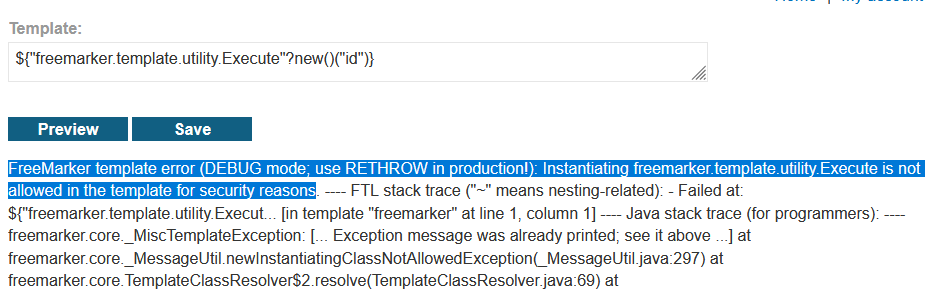 Template:
${"freemarker.template.utility.Execute"?new()("id")}
Preview Save
FreeMarker template error (DEBUG mode; use RETHROW in production!): Instantiating freemarker.template.utility.Execute is not
allowed in the template for security reasons. ---- FTL stack trace ("~" means nesting-related): - Failed at:
${"freemarker.template.utility.Execut... [in template "freemarker" at line 1, column 1] ---- Java stack trace (for programmers): ----
freemarker.core._MiscTemplateException: [... Exception message was already printed; see it above ...] at
freemarker.core._MessageUtil.newInstantiatingClassNotAllowedException(_MessageUtil.java:297) at
freemarker.core.TemplateClassResolver$2.resolve(TemplateClassResolver.java:69) at